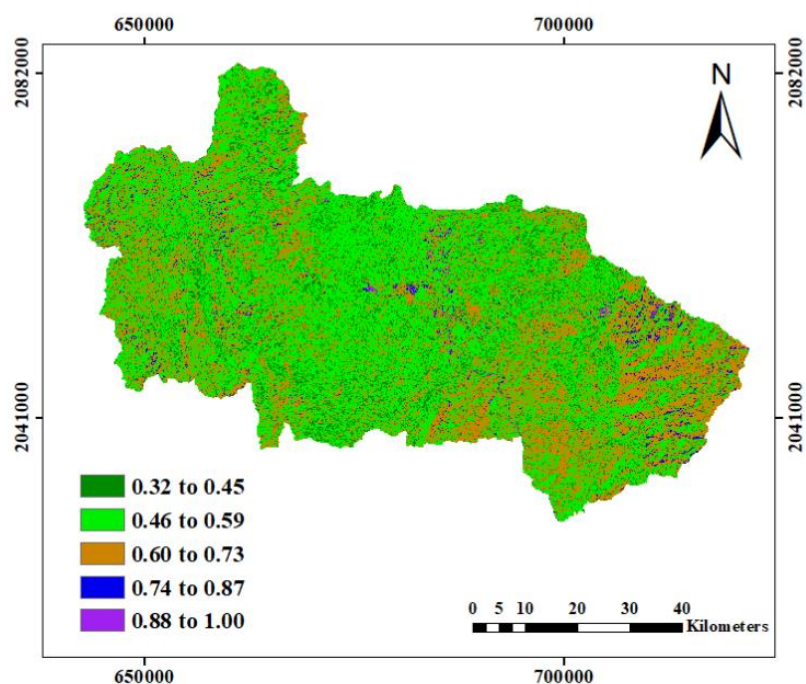 650000 700000
2082000 2082000
N
2041000 2041000
0.32 to 0.45
0.46 to 0.59
0.60 to 0.73
0.74 to 0.87
0.88 to 1.00
0 5 10 20 30 40
Kilometers
650000 700000